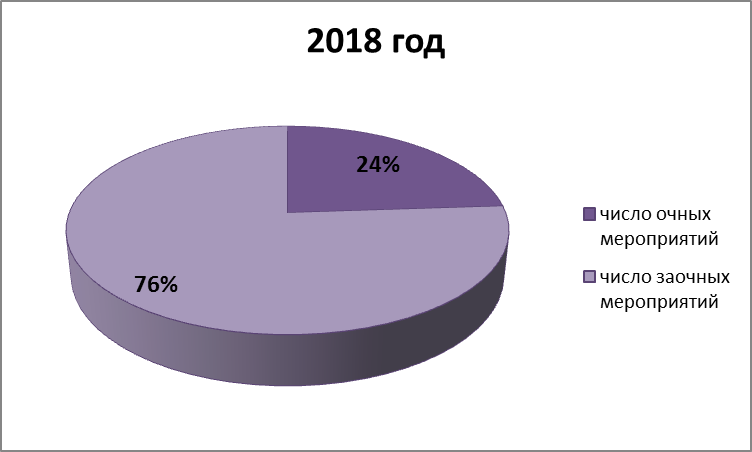 2018 год
24%
76%
число очных
мероприятий
число заочных
мероприятий